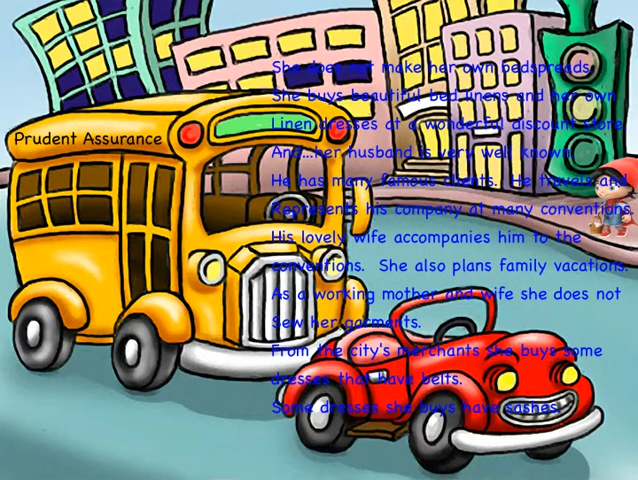 Prudent Assurance
She does not make her own bedspreads.
She buys beautiful bed linens and her own
Linen dresses at a wonderful discount store.
And...her husband is very well known.
He has many famous clients. He travels and
Represents his company at many conventions.
His lovely wife accompanies him to the
conventions. She also plans family vacations.
As a working mother and wife she does not
Sew her garments.
From the city's merchants she buys some
dresses that have belts.
Some dresses she buys have sashes.